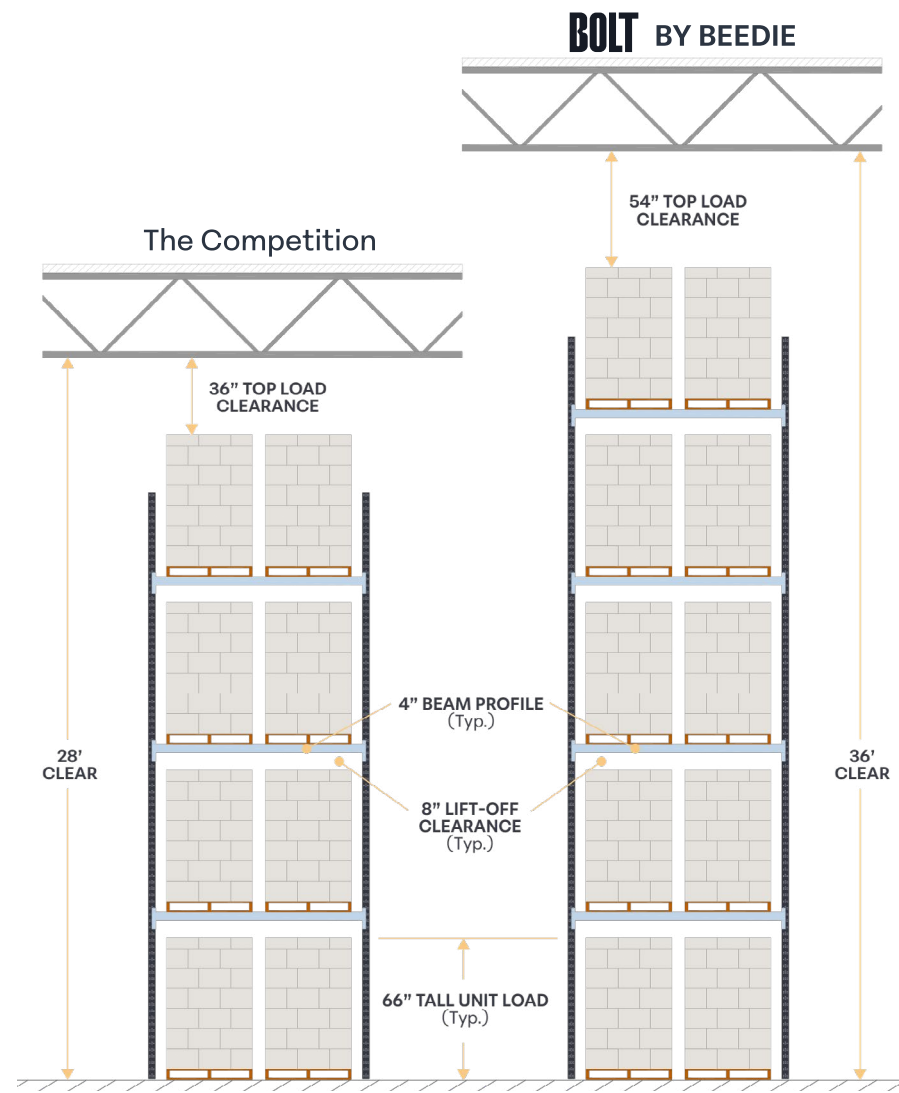 BOLT BY BEEDIE
54” TOP LOAD
CLEARANCE
The Competition
36” TOP LOAD
CLEARANCE
4” BEAM PROFILE
(Typ.)
28’
CLEAR
36’
CLEAR
8” LIFT-OFF
CLEARANCE
(Typ.)
66” TALL UNIT LOAD
(Typ.)